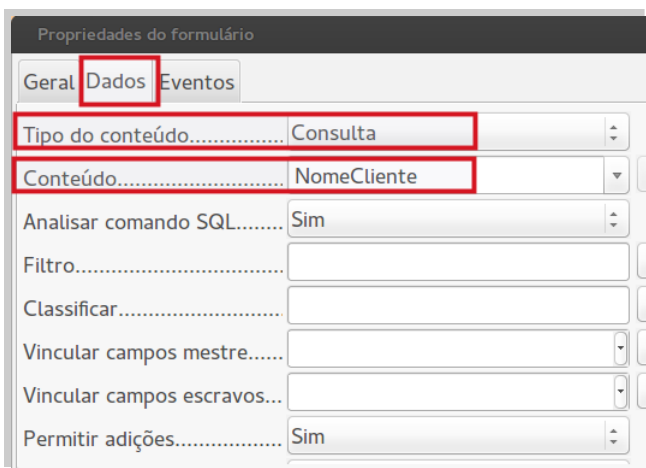 Propriedades do formulário
Geral Dados Eventos
Tipo do conteúdo................ Consulta
Conteúdo............................ NomeCliente
Analisar comando SQL........ Sim
Filtro...................................
Classificar...........................
Vincular campos mestre......
Vincular campos escravos...
Permitir adições.................. Sim